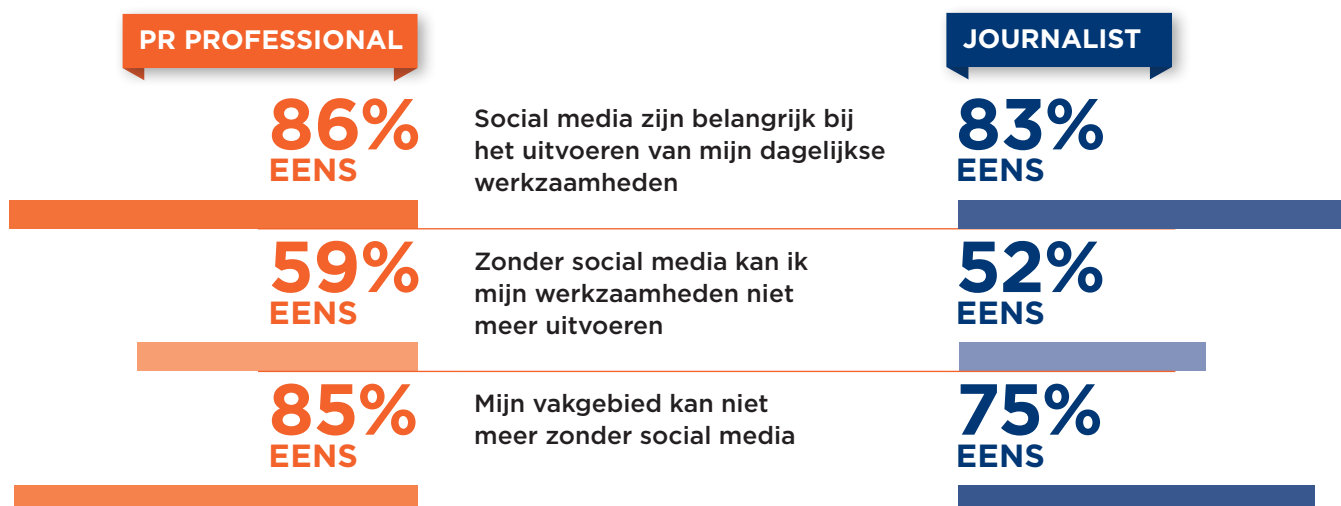 PR PROFESSIONAL
JOURNALIST
86%
EENS
Social media zijn belangrijk bij
het uitvoeren van mijn dagelijkse
werkzaamheden
83%
EENS
59%
EENS
Zonder social media kan ik
mijn werkzaamheden niet
meer uitvoeren
52%
EENS
85%
EENS
Mijn vakgebied kan niet
meer zonder social media
75%
EENS